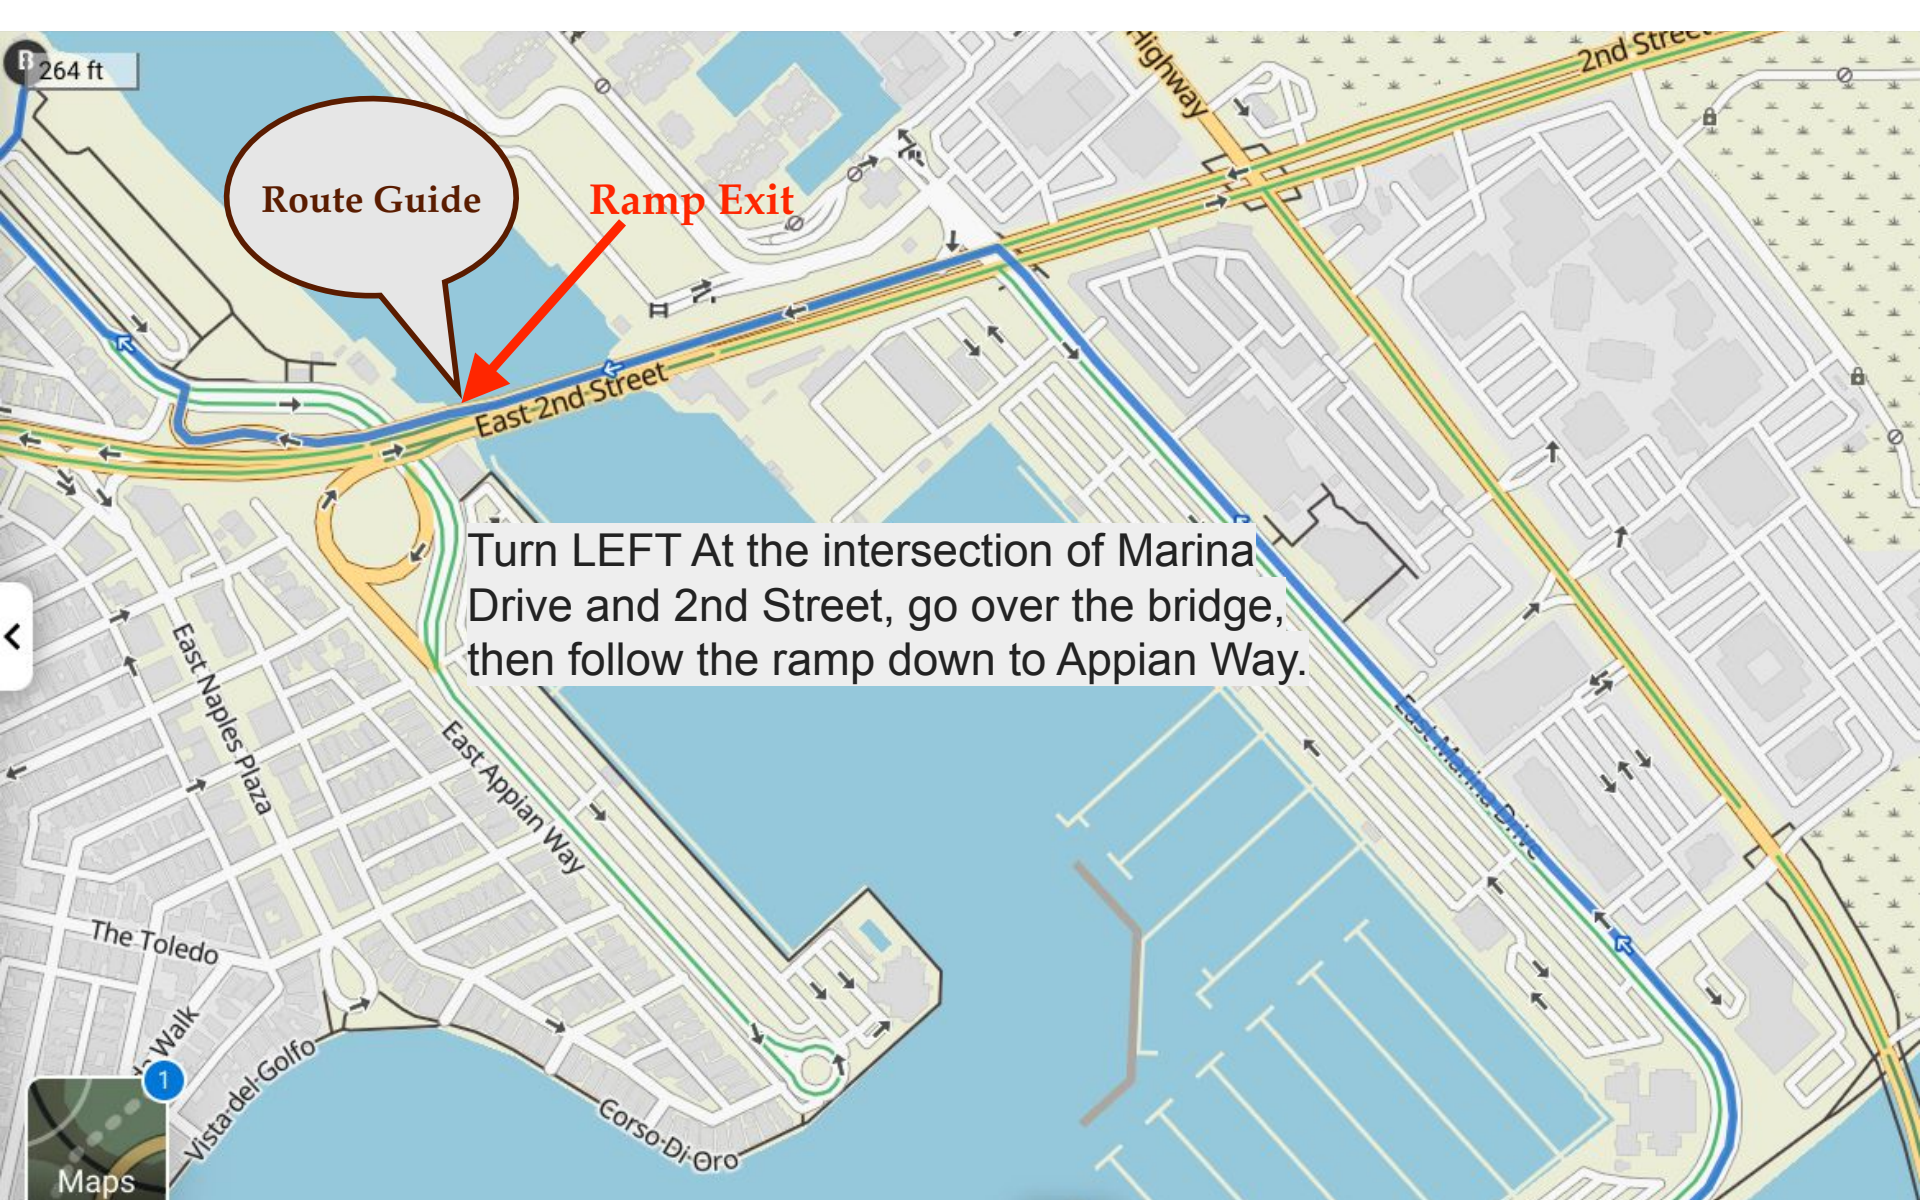 B
264 ft
Highway
2nd Street
Route Guide
Ramp Exit
East 2nd Street
Turn LEFT At the intersection of Marina
Drive and 2nd Street, go over the bridge,
then follow the ramp down to Appian Way.
East Naples Plaza
East Appian Way
East Marina Drive
The Toledo
Walk
Vista del Golfo
Corso Di Oro
1
Maps